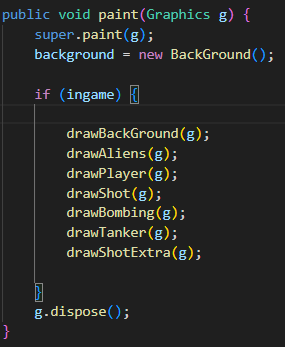 public void paint(Graphics g) {
    super.paint(g);
    background = new BackGround();

    if (ingame) {

        drawBackGround(g);
        drawAliens(g);
        drawPlayer(g);
        drawShot(g);
        drawBombing(g);
        drawTanker(g);
        drawShotExtra(g);

    }
    g.dispose();
}